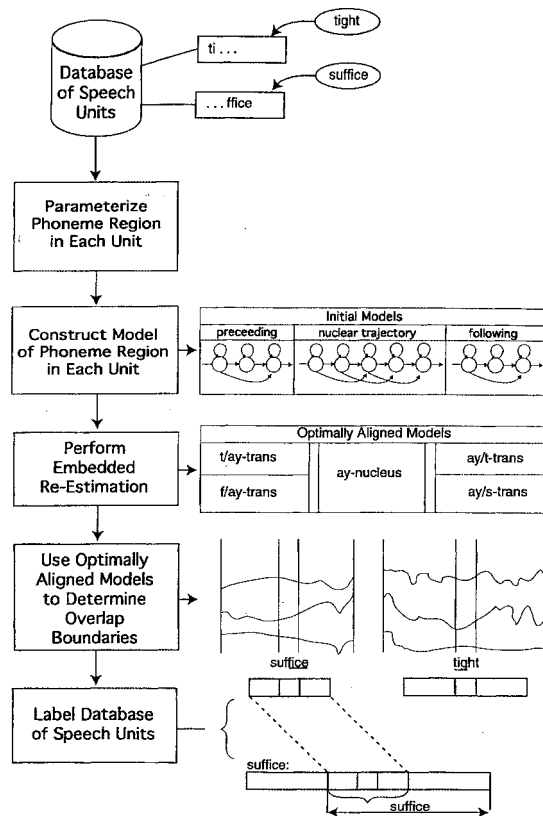 tight
ti...
Database
of Speech
Units
suffice
...ffice
Parameterize
Phoneme Region
in Each Unit
Construct Model
of Phoneme Region
in Each Unit
Initial Models
preceeding nuclear trajectory following
Perform
Embedded
Re-Estimation
Optimally Aligned Models
t/ay-trans
f/ay-trans
ay-nucleus
ay/t-trans
ay/s-trans
Use Optimally
Aligned Models
to Determine
Overlap
Boundaries
suffice tight
Label Database
of Speech Units
suffice:
suffice